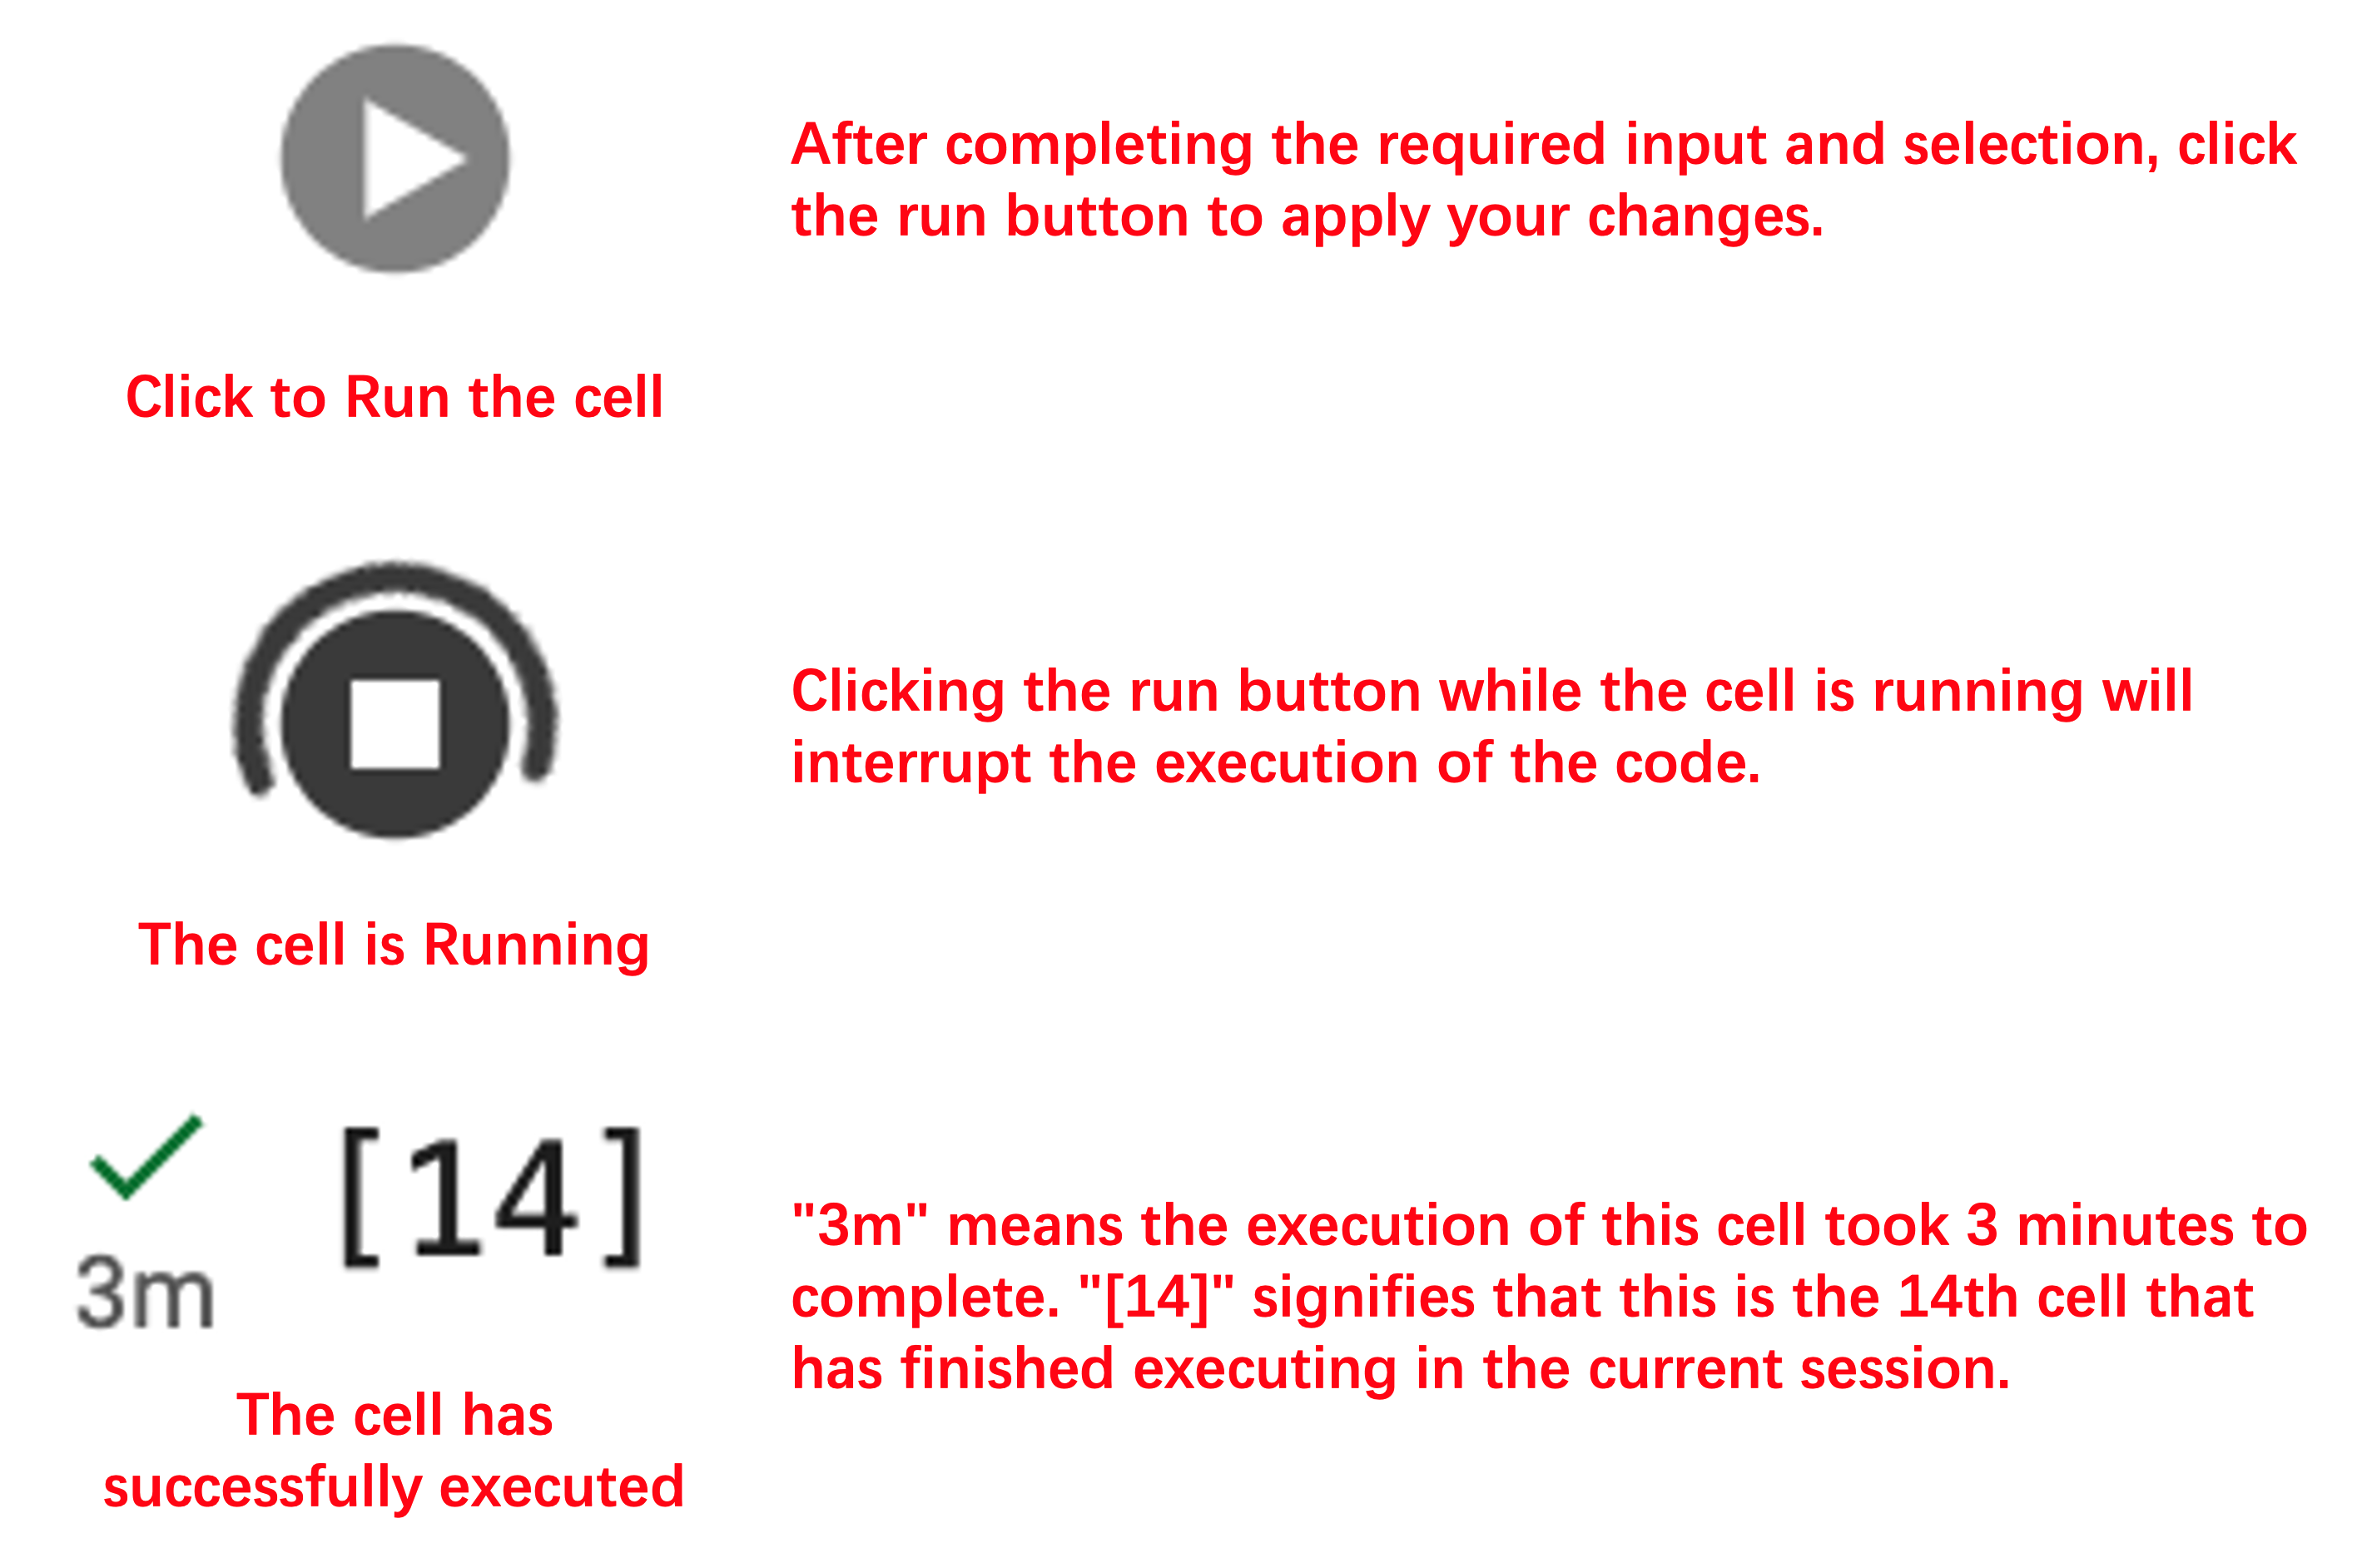 After completing the required input and selection, click
the run button to apply your changes.
Click to Run the cell
Clicking the run button while the cell is running will
interrupt the execution of the code.
The cell is Running
[14]
3m
"3m" means the execution of this cell took 3 minutes to
complete. "[14]" signifies that this is the 14th cell that
has finished executing in the current session.
The cell has
successfully executed